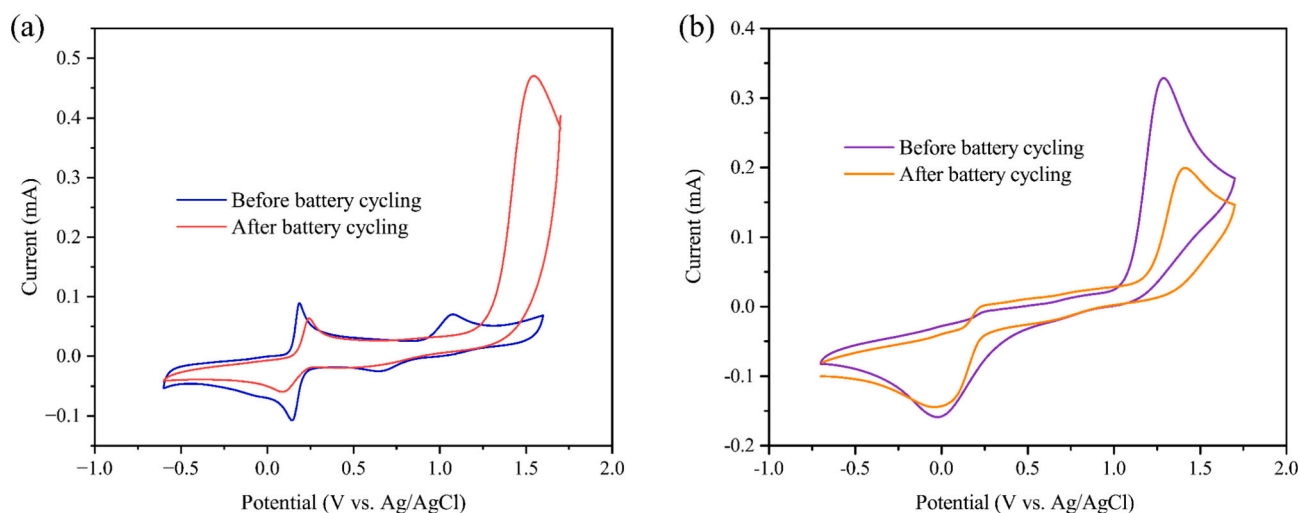 (a)
0.5
0.4
0.3
0.2
0.1
0.0
−0.1
Current (mA)
Before battery cycling
After battery cycling
−1.0 −0.5 0.0 0.5 1.0 1.5 2.0
Potential (V vs. Ag/AgCl)
(b)
0.4
0.3
0.2
0.1
0.0
-0.1
-0.2
Current (mA)
Before battery cycling
After battery cycling
-1.0 -0.5 0.0 0.5 1.0 1.5 2.0
Potential (V vs. Ag/AgCl)